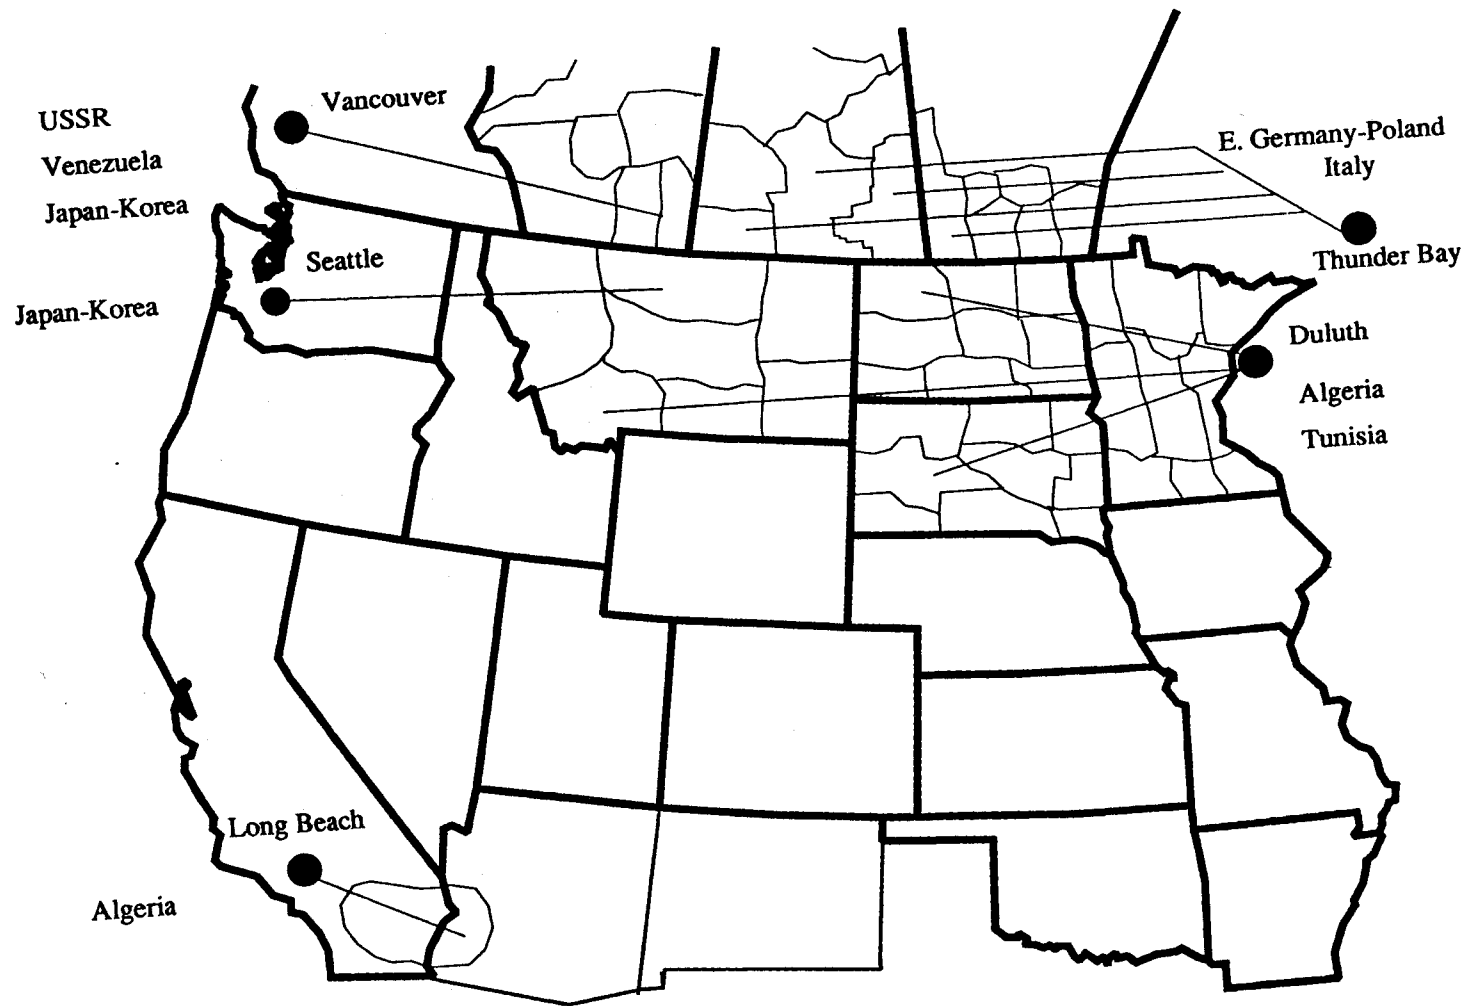 USSR
Venezuela
Japan-Korea
Vancouver
E. Germany-Poland
Italy
Thunder Bay
Seattle
Japan-Korea
Duluth
Algeria
Tunisia
Long Beach
Algeria